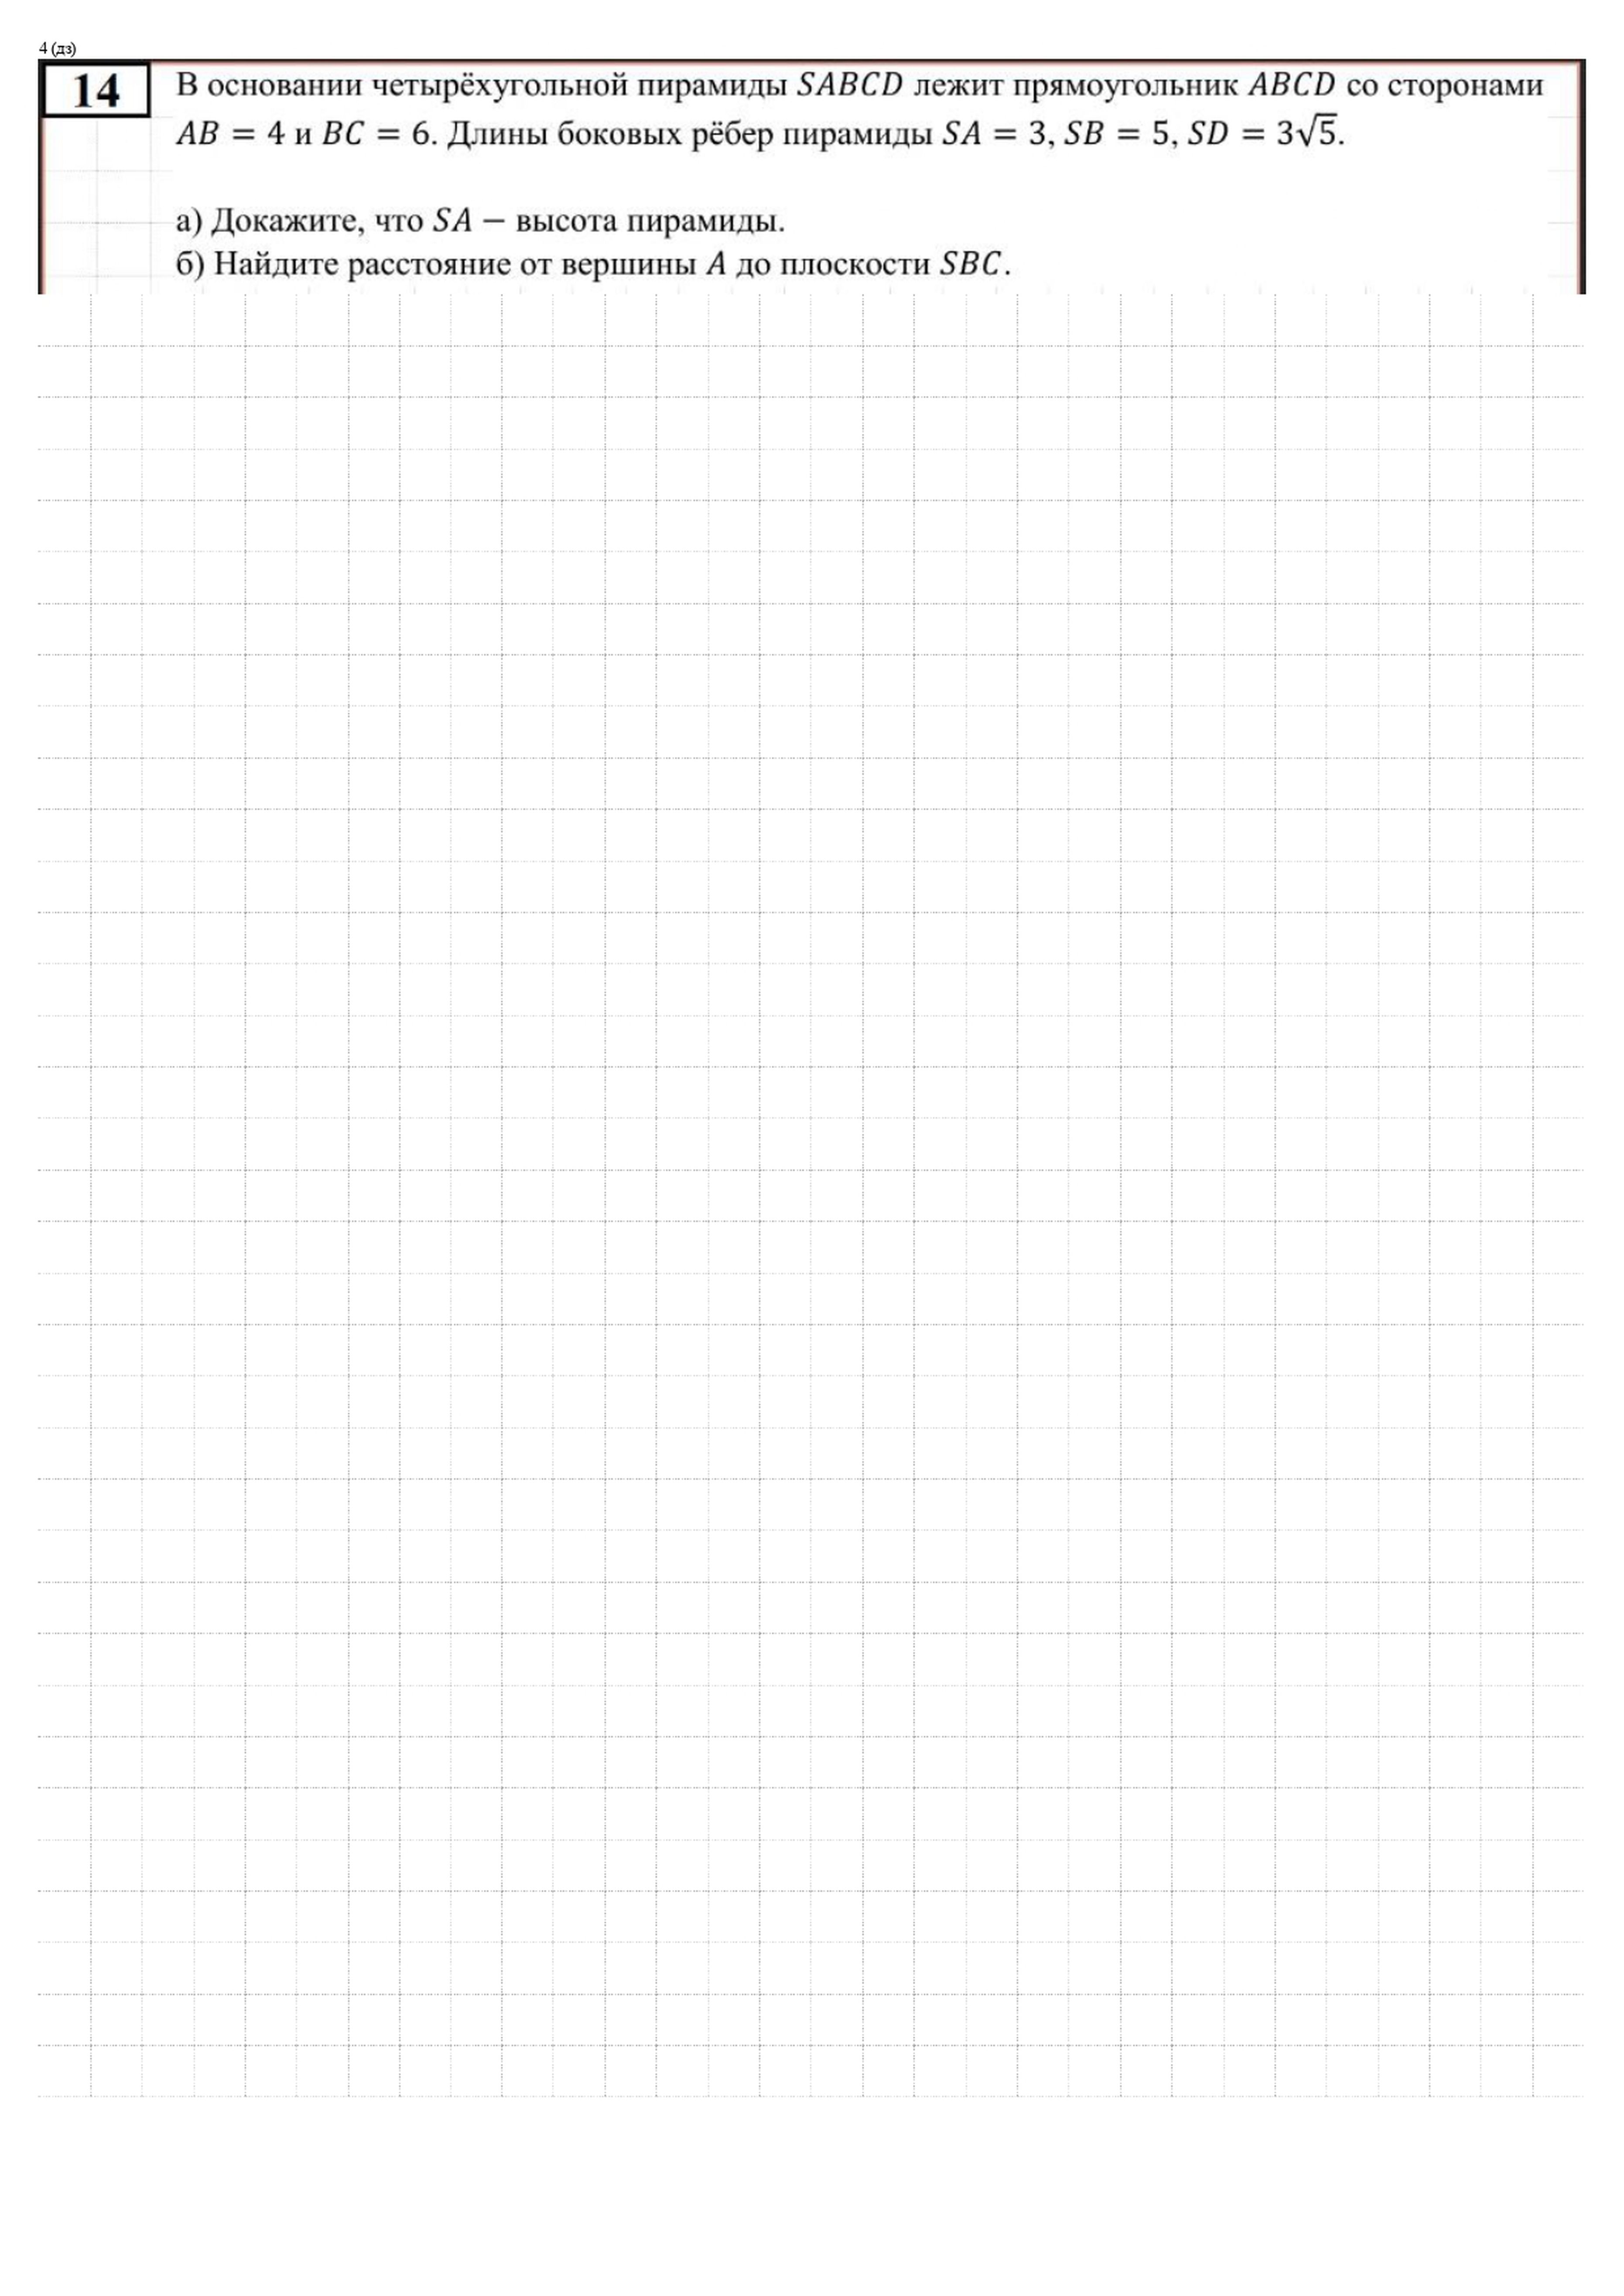 4 (дз)
14
В основании четырёхугольной пирамиды SABCD лежит прямоугольник ABCD со сторонами
AB = 4 и BC = 6. Длины боковых рёбер пирамиды SA = 3, SB = 5, SD = 3√5.
а) Докажите, что SA − высота пирамиды.
б) Найдите расстояние от вершины A до плоскости SBC.